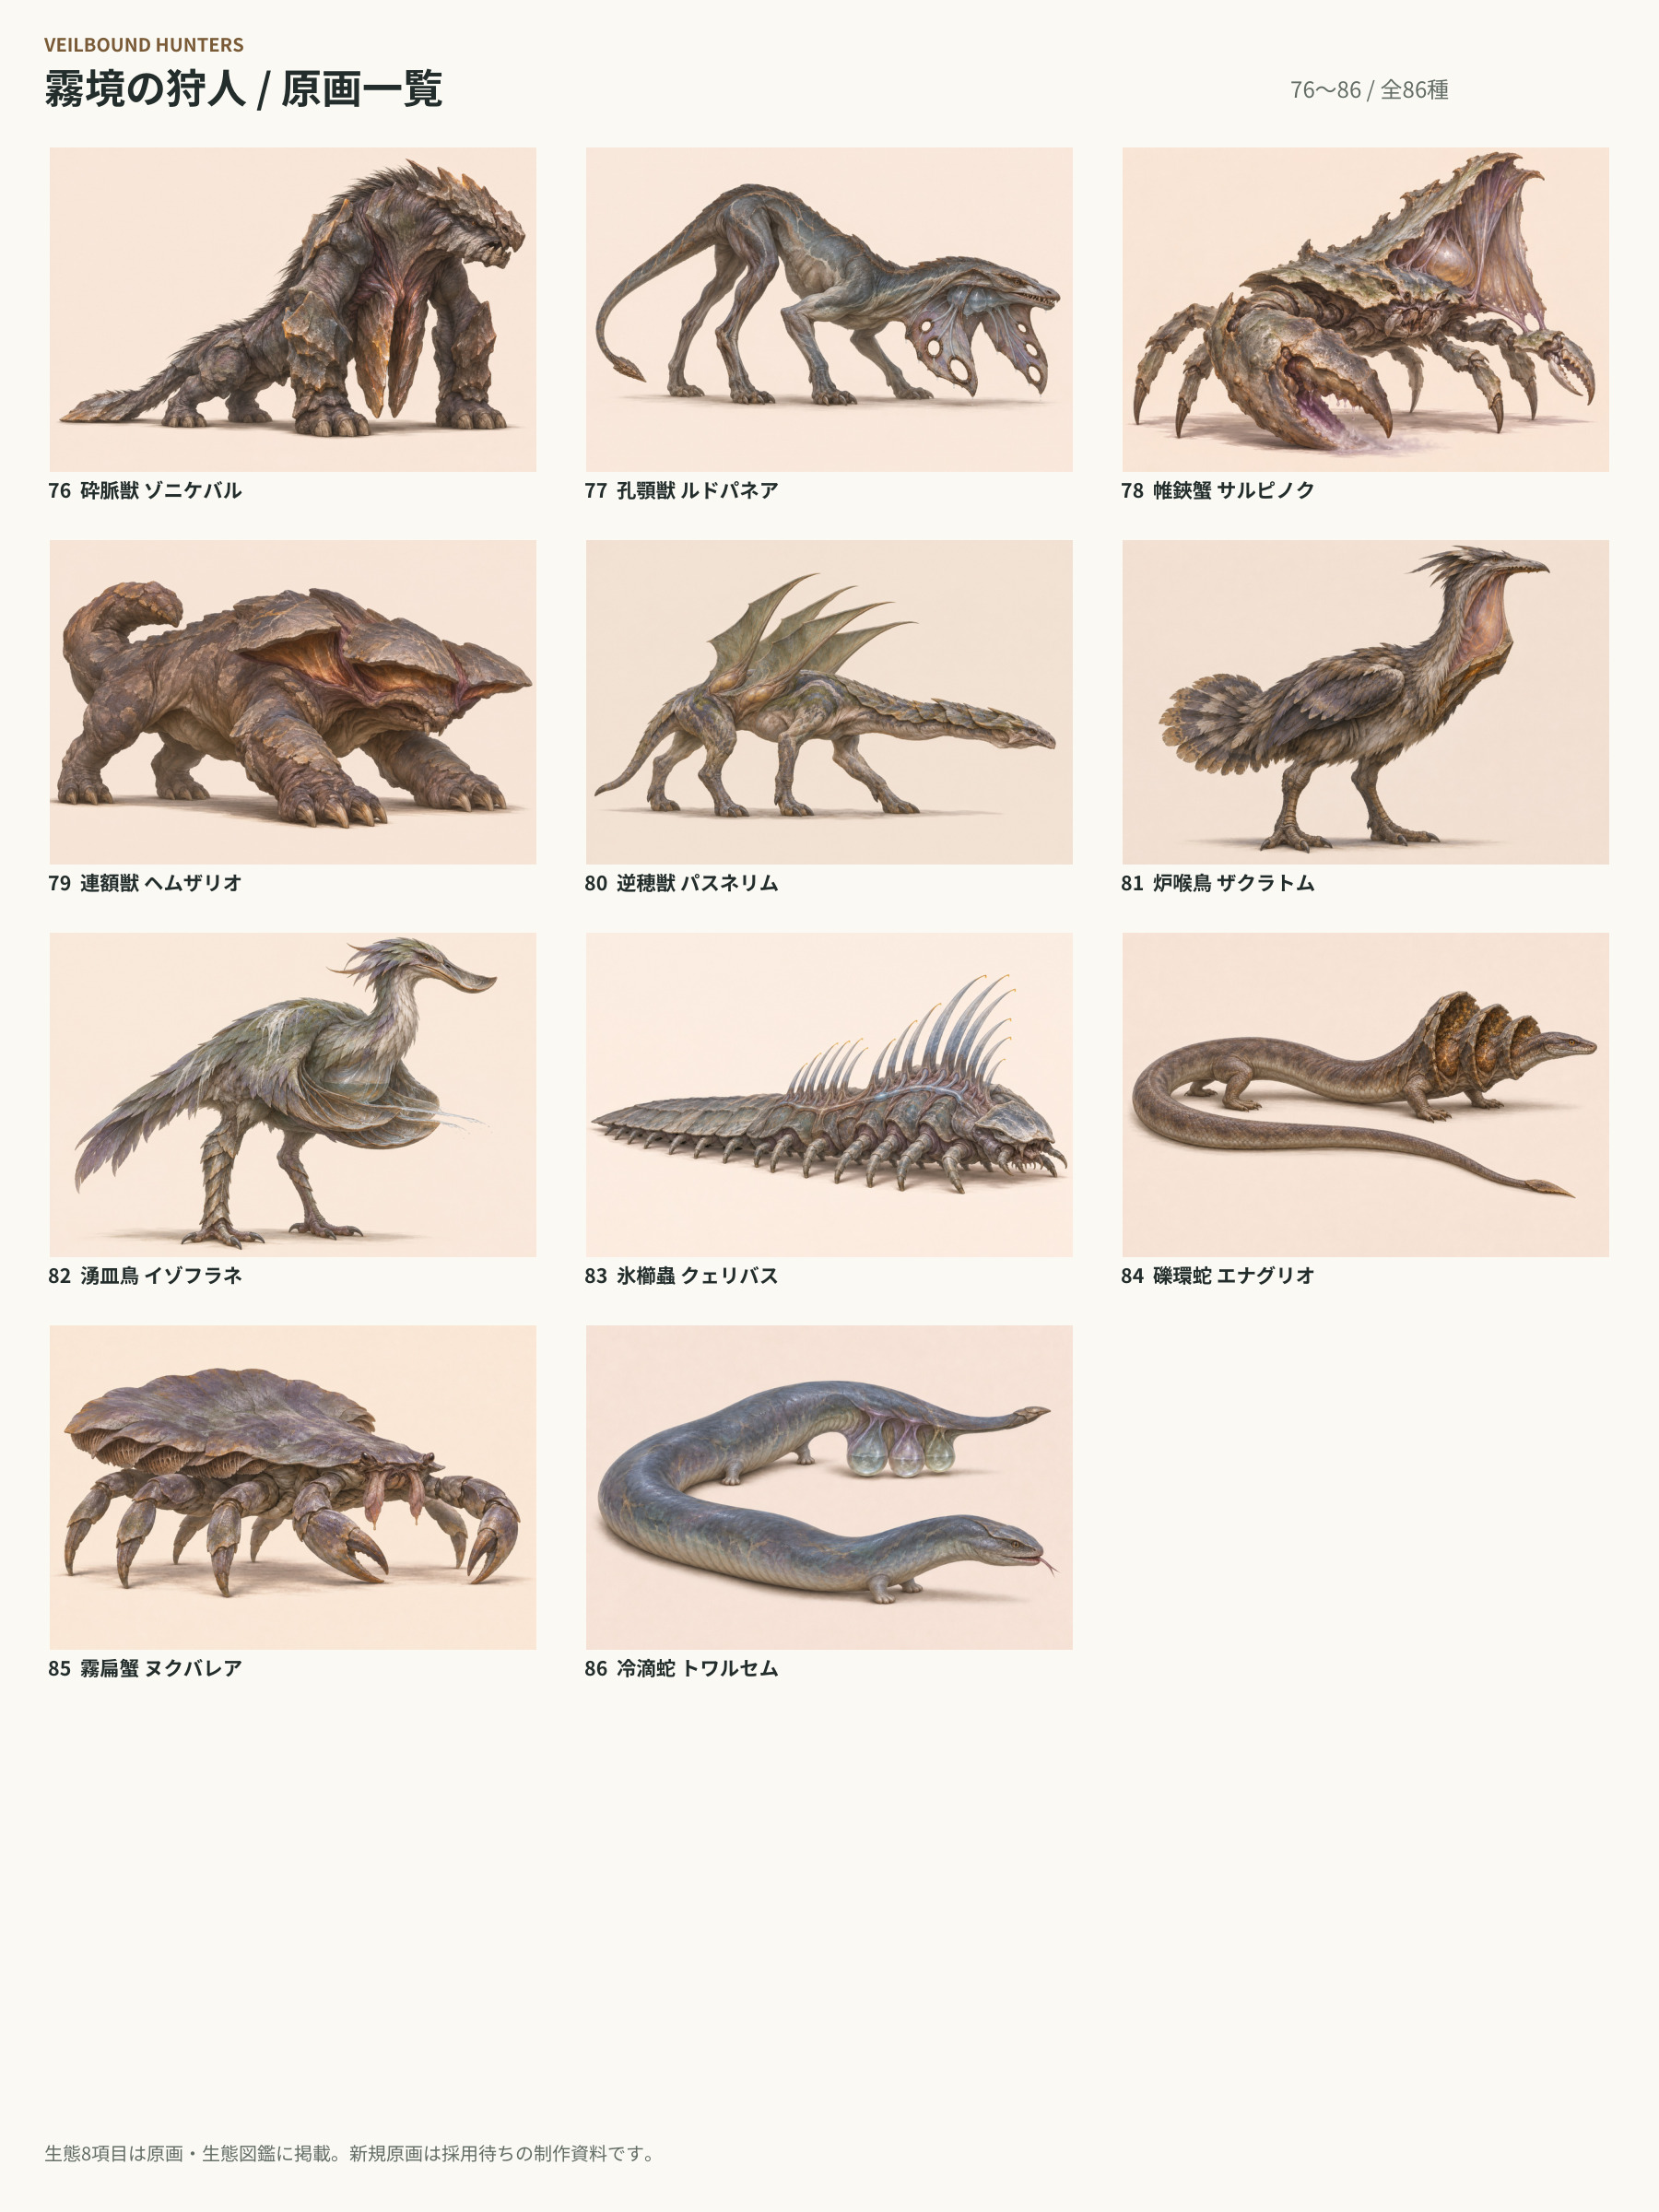 VEILBOUND HUNTERS
霧境の狩人 / 原画一覧
76〜86 / 全86種
76 砕脈獣 ゾニケバル
77 孔顎獣 ルドパネア
78 帷鋏蟹 サルピノク
79 連額獣 ヘムザリオ
80 逆穂獣 パスネリム
81 炉喉鳥 ザクラトム
82 湧皿鳥 イゾフラネ
83 氷櫛蟲 クェリバス
84 礫環蛇 エナグリオ
85 霧扁蟹 ヌクバレア
86 冷滴蛇 トワルセム
生態8項目は原画・生態図鑑に掲載。新規原画は採用待ちの制作資料です。